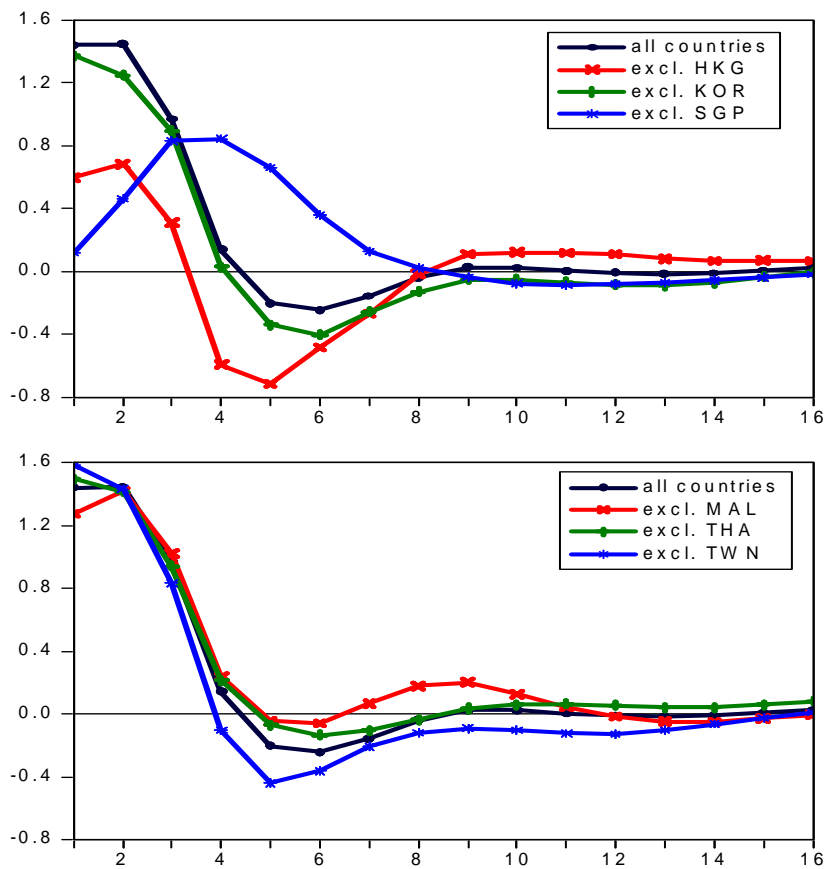 1.6
1.2
0.8
0.4
0.0
-0.4
-0.8
all countries
excl. HKG
excl. KOR
excl. SGP
2 4 6 8 10 12 14 16
1.6
1.2
0.8
0.4
0.0
-0.4
-0.8
all countries
excl. MAL
excl. THA
excl. TWN
2 4 6 8 10 12 14 16